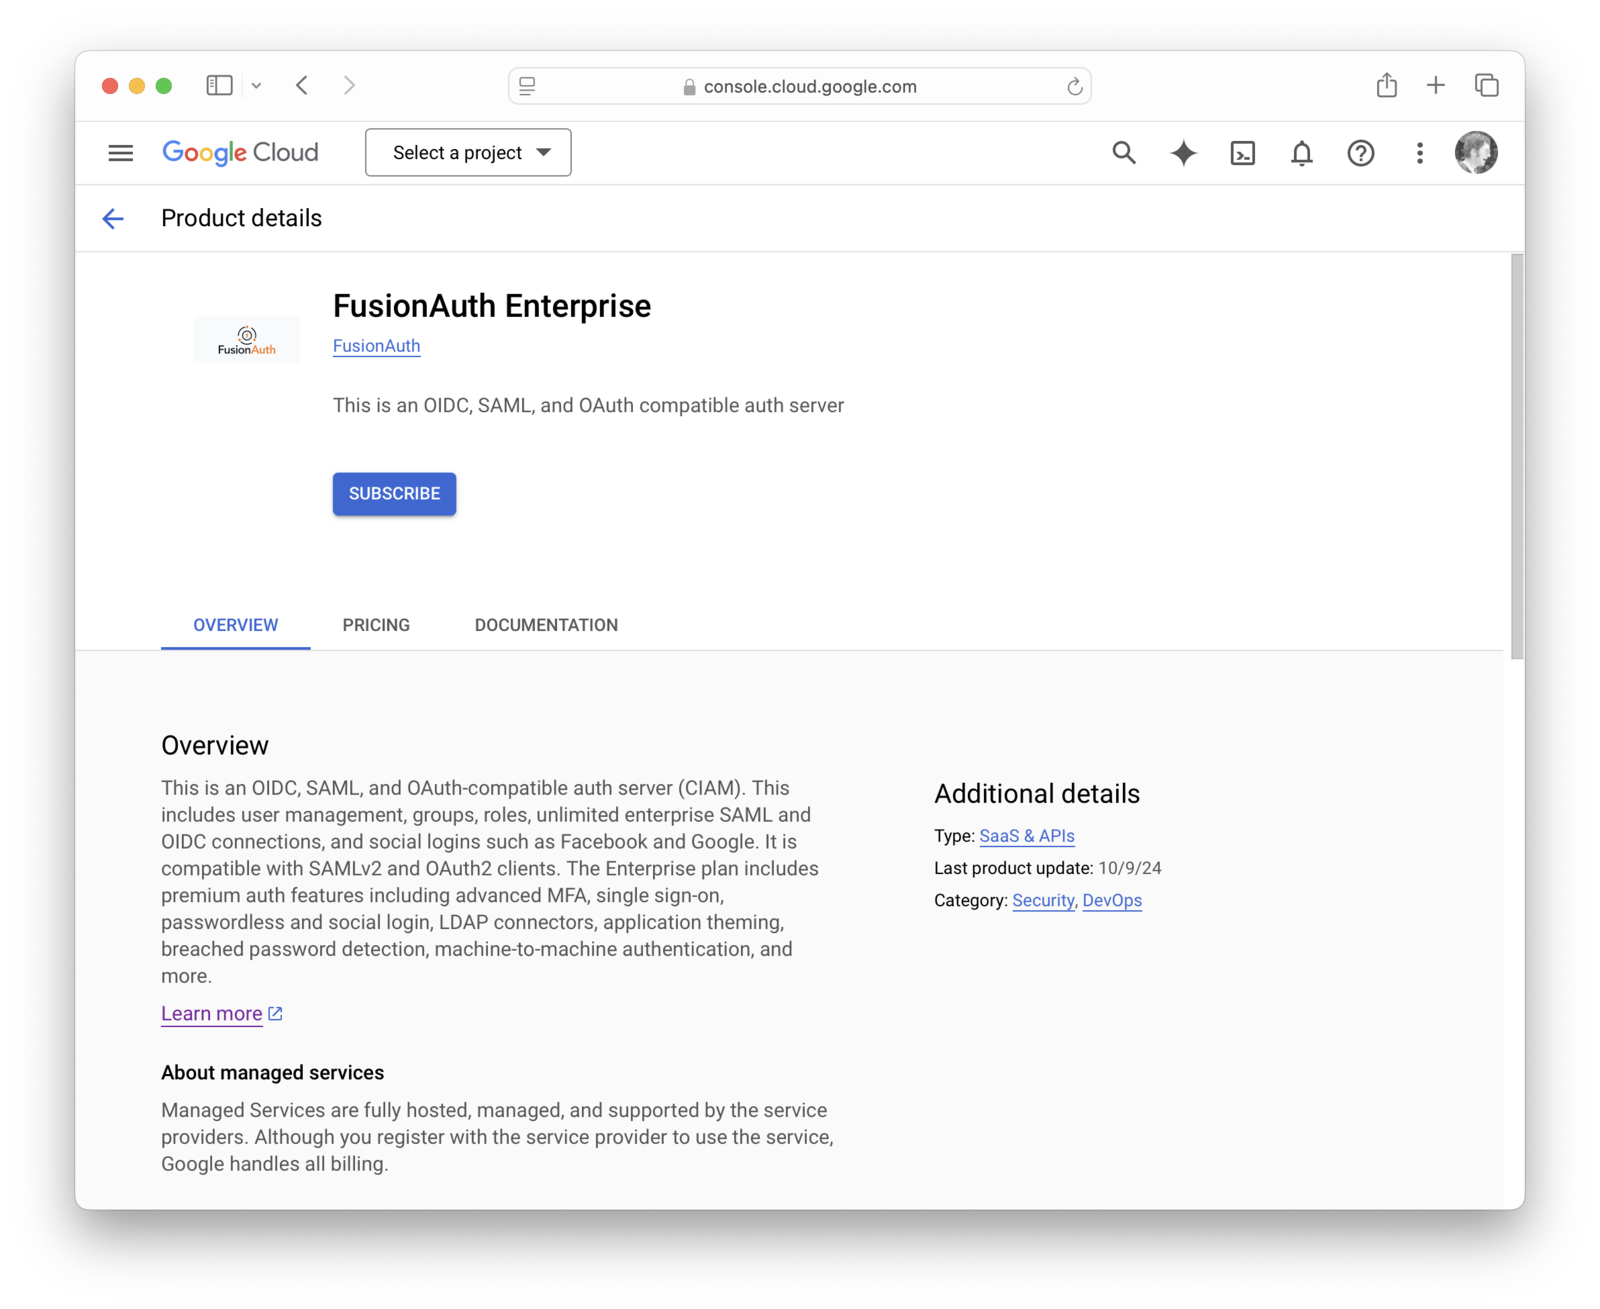 console.cloud.google.com
Google Cloud
Select a project
Product details
FusionAuth
FusionAuth Enterprise
FusionAuth
This is an OIDC, SAML, and OAuth compatible auth server
SUBSCRIBE
OVERVIEW
PRICING
DOCUMENTATION
Overview
This is an OIDC, SAML, and OAuth-compatible auth server (CIAM). This
includes user management, groups, roles, unlimited enterprise SAML and
OIDC connections, and social logins such as Facebook and Google. It is
compatible with SAMLv2 and OAuth2 clients. The Enterprise plan includes
premium auth features including advanced MFA, single sign-on,
passwordless and social login, LDAP connectors, application theming,
breached password detection, machine-to-machine authentication, and
more.
Learn more
About managed services
Managed Services are fully hosted, managed, and supported by the service
providers. Although you register with the service provider to use the service,
Google handles all billing.
Additional details
Type: SaaS & APIs
Last product update: 10/9/24
Category: Security, DevOps